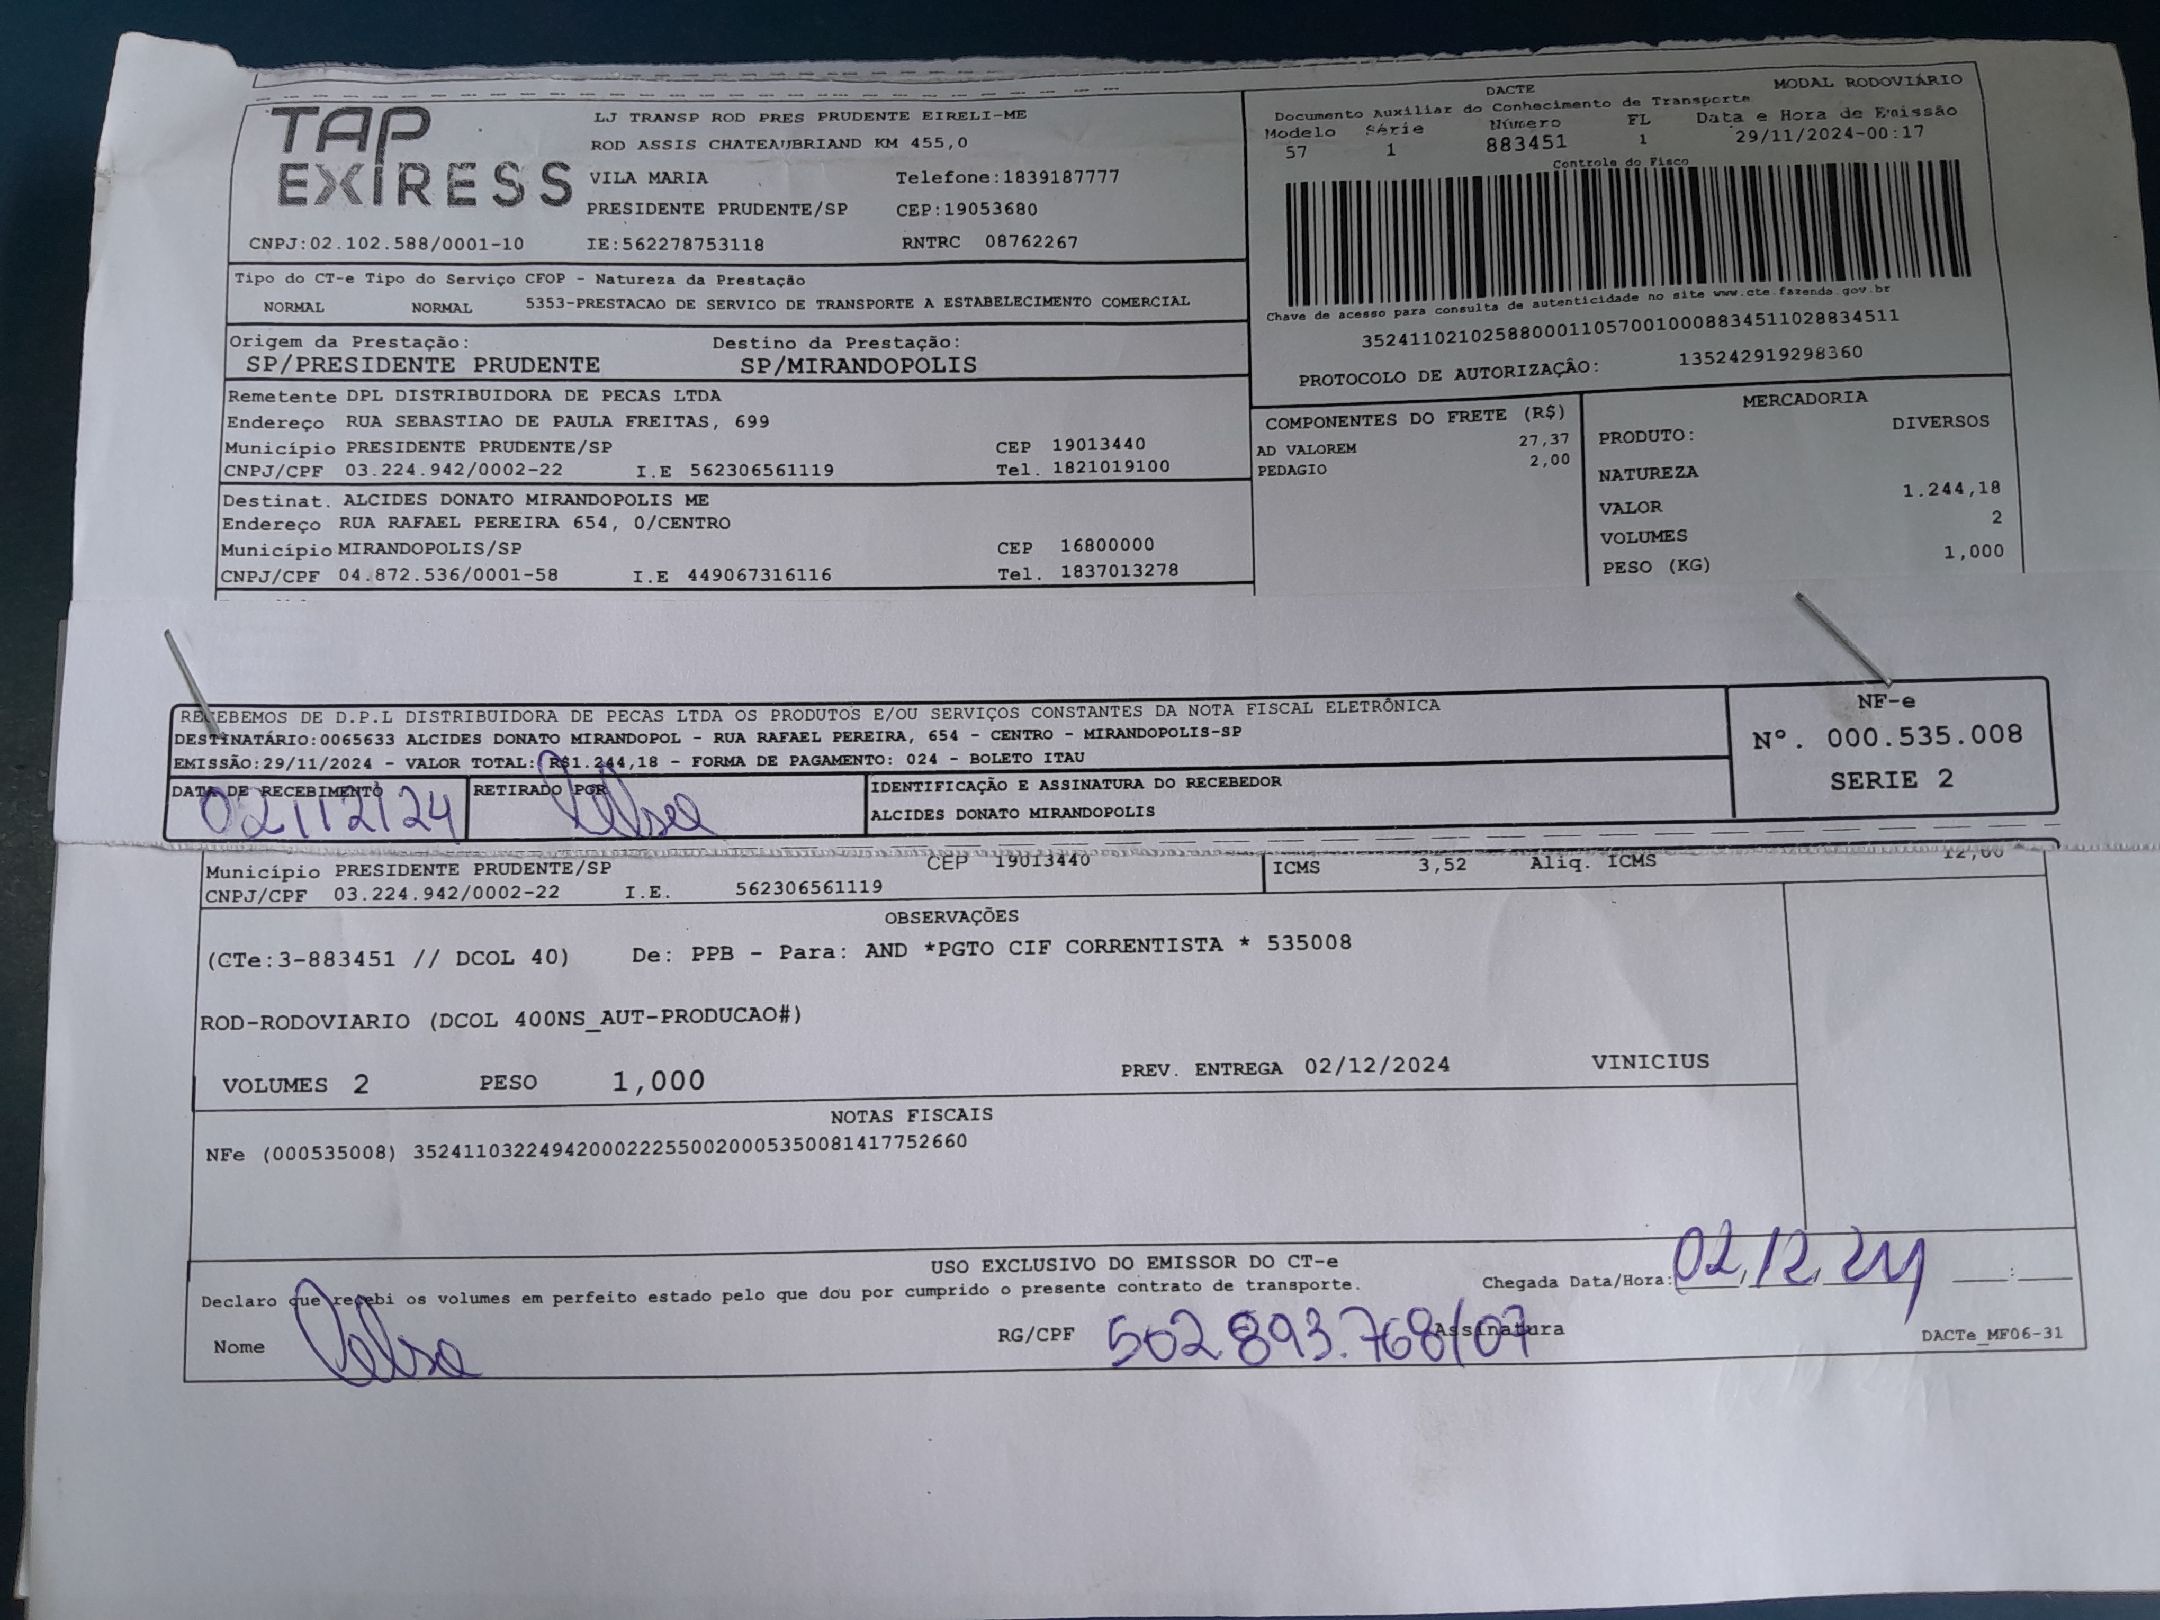 TAP
EXPRESS
LJ TRANSP ROD PRES PRUDENTE EIRELI-ME
ROD ASSIS CHATEAUBRIAND KM 455,0
VILA MARIA Telefone:1839187777
PRESIDENTE PRUDENTE/SP CEP:19053680
CNPJ:02.102.588/0001-10 IE:562278753118 RNTRC 08762267
DACTE MODAL RODOVIÁRIO
Documento Auxiliar do Conhecimento de Transporte
Modelo Série Número FL Data e Hora de Emissão
57 1 883451 1 29/11/2024-00:17
Controle do Fisco
Chave de acesso para consulta de autenticidade no site www.cte.fazenda.gov.br
35241102102588000110570010008834511028834511
PROTOCOLO DE AUTORIZAÇÂO: 135242919298360
Tipo do CT-e Tipo do Serviço CFOP - Natureza da Prestação
NORMAL NORMAL 5353-PRESTACAO DE SERVICO DE TRANSPORTE A ESTABELECIMENTO COMERCIAL
Origem da Prestação: Destino da Prestação:
SP/PRESIDENTE PRUDENTE SP/MIRANDOPOLIS
Remetente DPL DISTRIBUIDORA DE PECAS LTDA
Endereço RUA SEBASTIAO DE PAULA FREITAS, 699
Município PRESIDENTE PRUDENTE/SP CEP 19013440
CNPJ/CPF 03.224.942/0002-22 I.E 562306561119 Tel. 1821019100
Destinat. ALCIDES DONATO MIRANDOPOLIS ME
Endereço RUA RAFAEL PEREIRA 654, 0/CENTRO
Município MIRANDOPOLIS/SP CEP 16800000
CNPJ/CPF 04.872.536/0001-58 I.E 449067316116 Tel. 1837013278
COMPONENTES DO FRETE (R$)
AD VALOREM 27,37
PEDAGIO 2,00
MERCADORIA
PRODUTO: DIVERSOS
NATUREZA
VALOR 1.244,18
VOLUMES 2
PESO (KG) 1,000
RECEBEMOS DE D.P.L DISTRIBUIDORA DE PECAS LTDA OS PRODUTOS E/OU SERVIÇOS CONSTANTES DA NOTA FISCAL ELETRÔNICA
DESTINATÁRIO:0065633 ALCIDES DONATO MIRANDOPOL - RUA RAFAEL PEREIRA, 654 - CENTRO - MIRANDOPOLIS-SP
EMISSÃO:29/11/2024 - VALOR TOTAL: R$1.244,18 - FORMA DE PAGAMENTO: 024 - BOLETO ITAU
NF-e
Nº. 000.535.008
SERIE 2
DATA DE RECEBIMENTO RETIRADO POR IDENTIFICAÇÃO E ASSINATURA DO RECEBEDOR
02/12/24
ALCIDES DONATO MIRANDOPOLIS
Município PRESIDENTE PRUDENTE/SP CEP 19013440
CNPJ/CPF 03.224.942/0002-22 I.E. 562306561119
ICMS 3,52 Aliq. ICMS 12,00
OBSERVAÇÕES
(CTe:3-883451 // DCOL 40) De: PPB - Para: AND *PGTO CIF CORRENTISTA * 535008
ROD-RODOVIARIO (DCOL 400NS_AUT-PRODUCAO#)
VOLUMES 2 PESO 1,000 PREV. ENTREGA 02/12/2024 VINICIUS
NOTAS FISCAIS
NFe (000535008) 35241103224942000222550020005350081417752660
USO EXCLUSIVO DO EMISSOR DO CT-e
Declaro que recebi os volumes em perfeito estado pelo que dou por cumprido o presente contrato de transporte. Chegada Data/Hora: 02,12,24
Nome RG/CPF 502.893.768/07 Assinatura DACTe_MF06-31